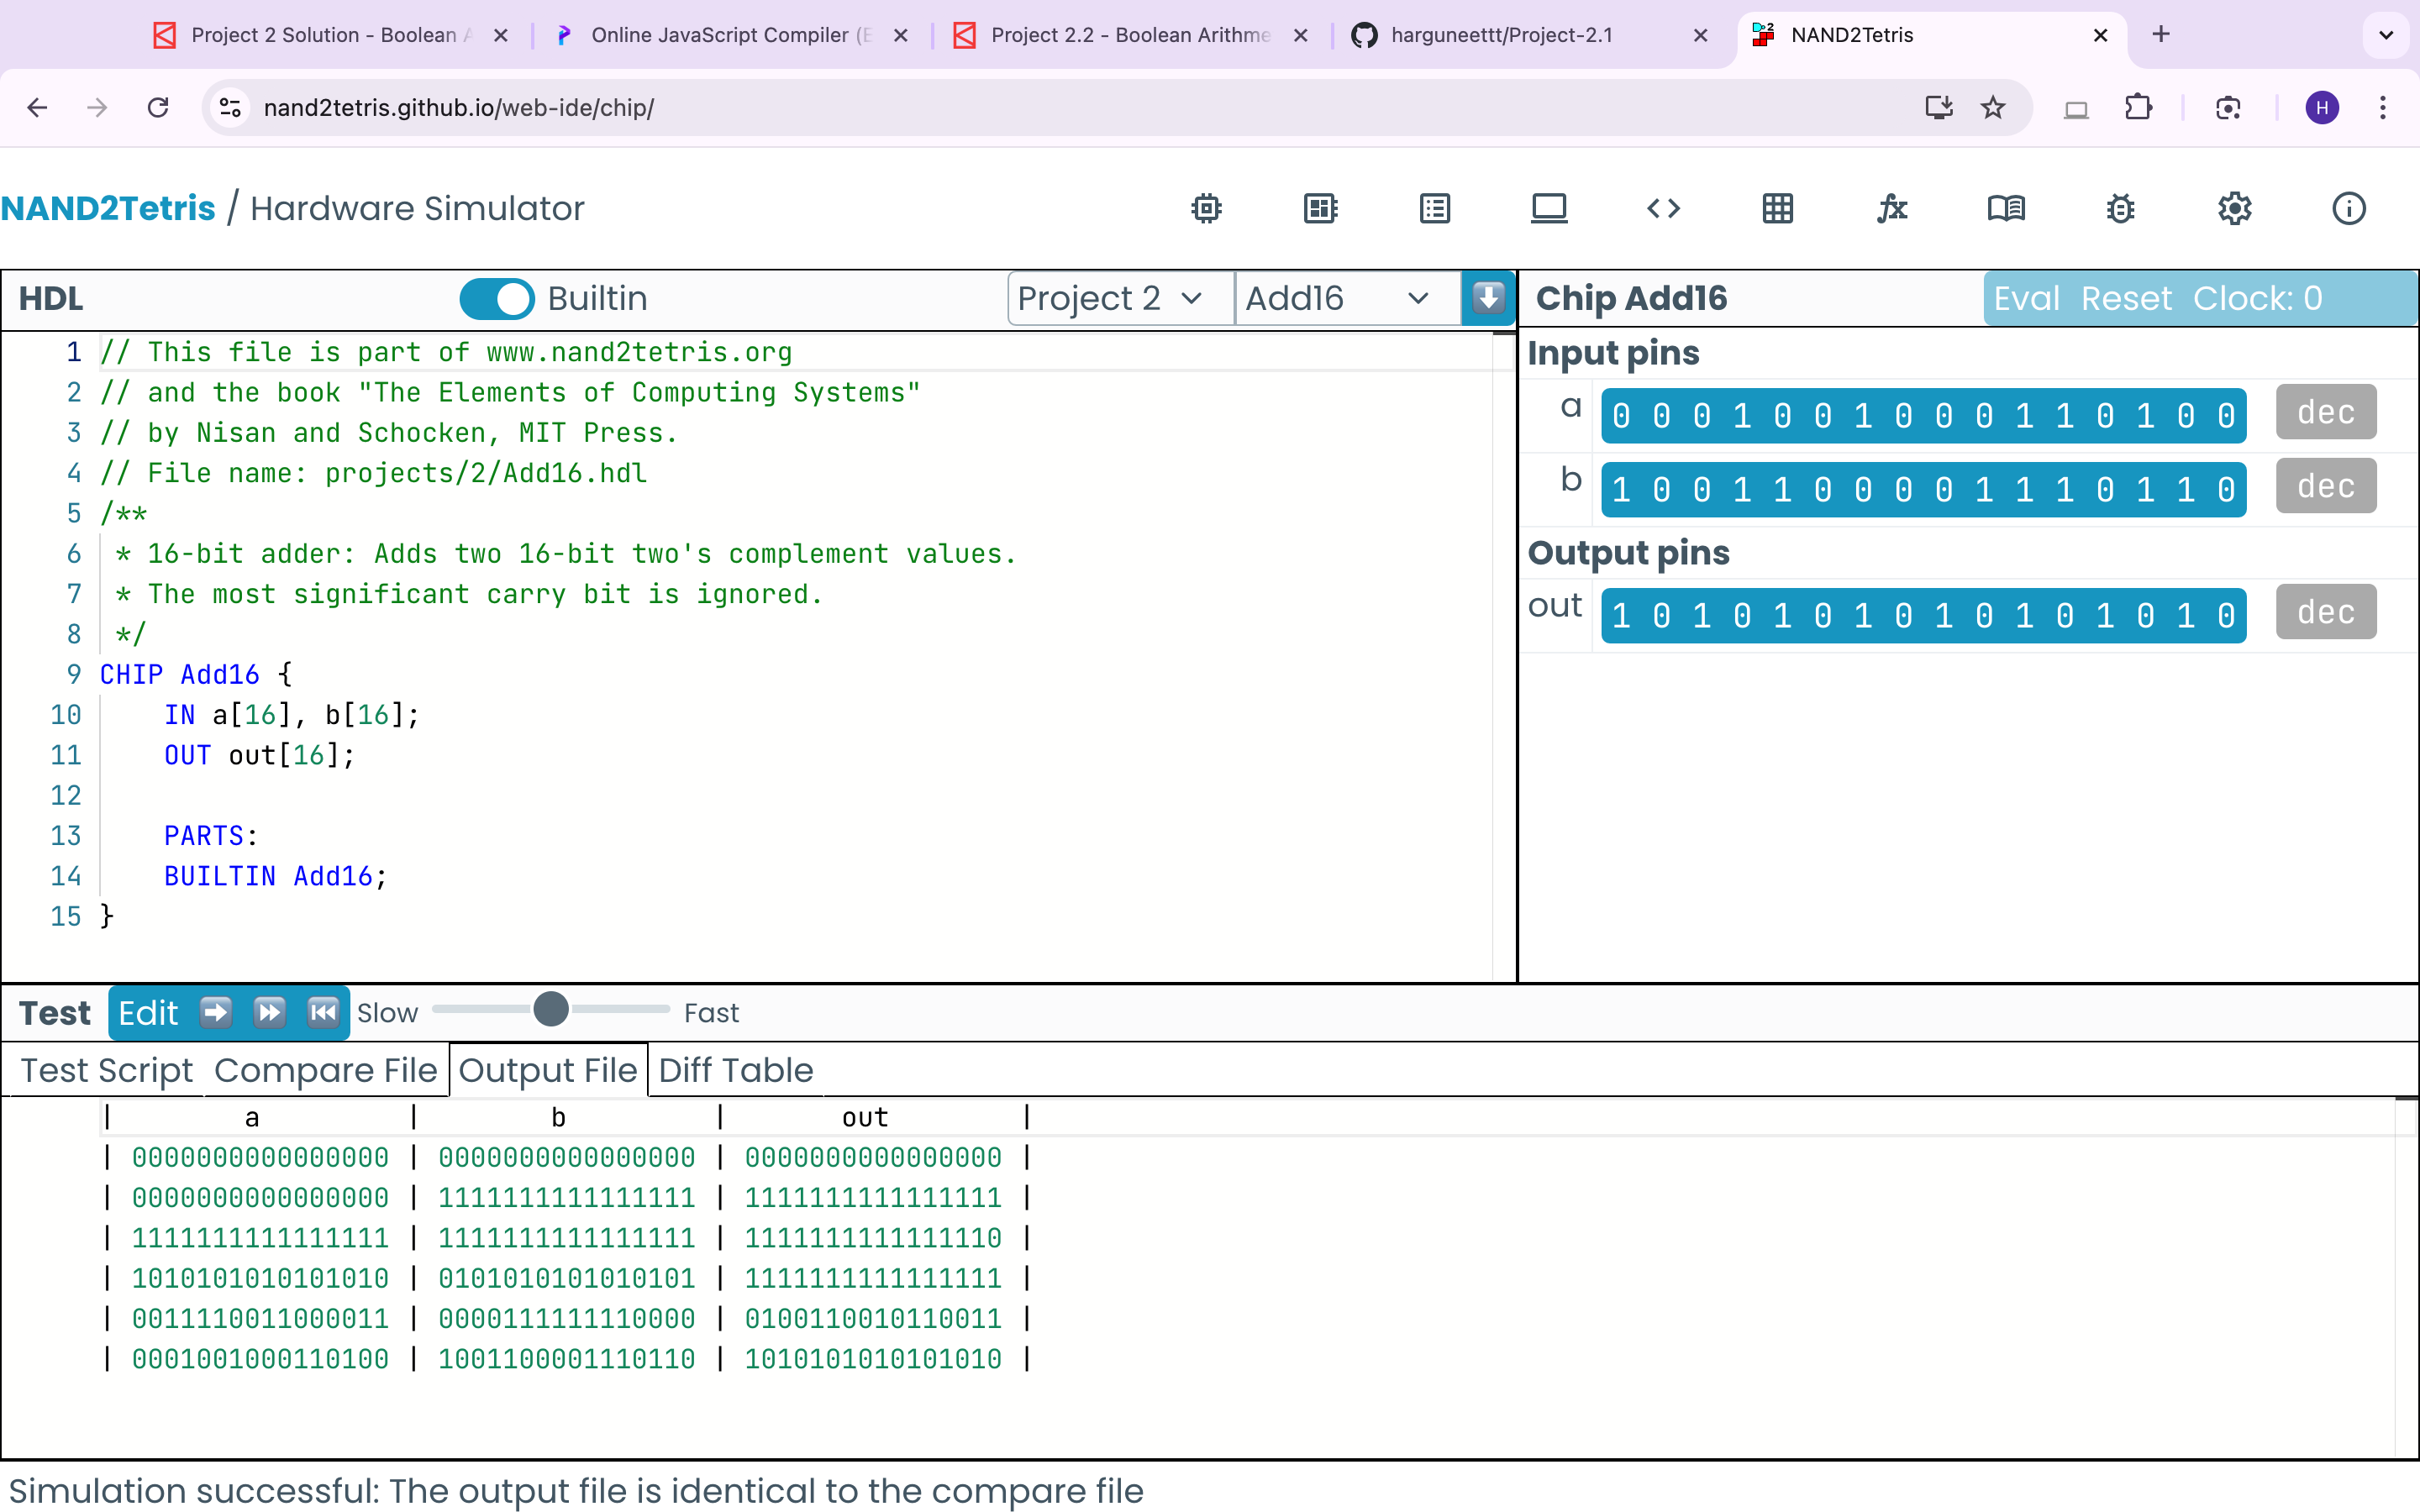 Project 2 Solution - Boolean A
Online JavaScript Compiler (E
Project 2.2 - Boolean Arithme
harguneettt/Project-2.1
NAND2Tetris
nand2tetris.github.io/web-ide/chip/
H
NAND2Tetris / Hardware Simulator
HDL Builtin Project 2 Add16
1 // This file is part of www.nand2tetris.org
2 // and the book "The Elements of Computing Systems"
3 // by Nisan and Schocken, MIT Press.
4 // File name: projects/2/Add16.hdl
5 /**
6 * 16-bit adder: Adds two 16-bit two's complement values.
7 * The most significant carry bit is ignored.
8 */
9 CHIP Add16 {
10 IN a[16], b[16];
11 OUT out[16];
12
13 PARTS:
14 BUILTIN Add16;
15 }
Chip Add16 Eval Reset Clock: 0
Input pins
a 0 0 0 1 0 0 1 0 0 0 1 1 0 1 0 0 dec
b 1 0 0 1 1 0 0 0 0 1 1 1 0 1 1 0 dec
Output pins
out 1 0 1 0 1 0 1 0 1 0 1 0 1 0 1 0 dec
Test Edit Slow Fast
Test Script Compare File Output File Diff Table
| a | b | out |
| 0000000000000000 | 0000000000000000 | 0000000000000000 |
| 0000000000000000 | 1111111111111111 | 1111111111111111 |
| 1111111111111111 | 1111111111111111 | 1111111111111110 |
| 1010101010101010 | 0101010101010101 | 1111111111111111 |
| 0011110011000011 | 0000111111110000 | 0100110010110011 |
| 0001001000110100 | 1001100001110110 | 1010101010101010 |
Simulation successful: The output file is identical to the compare file